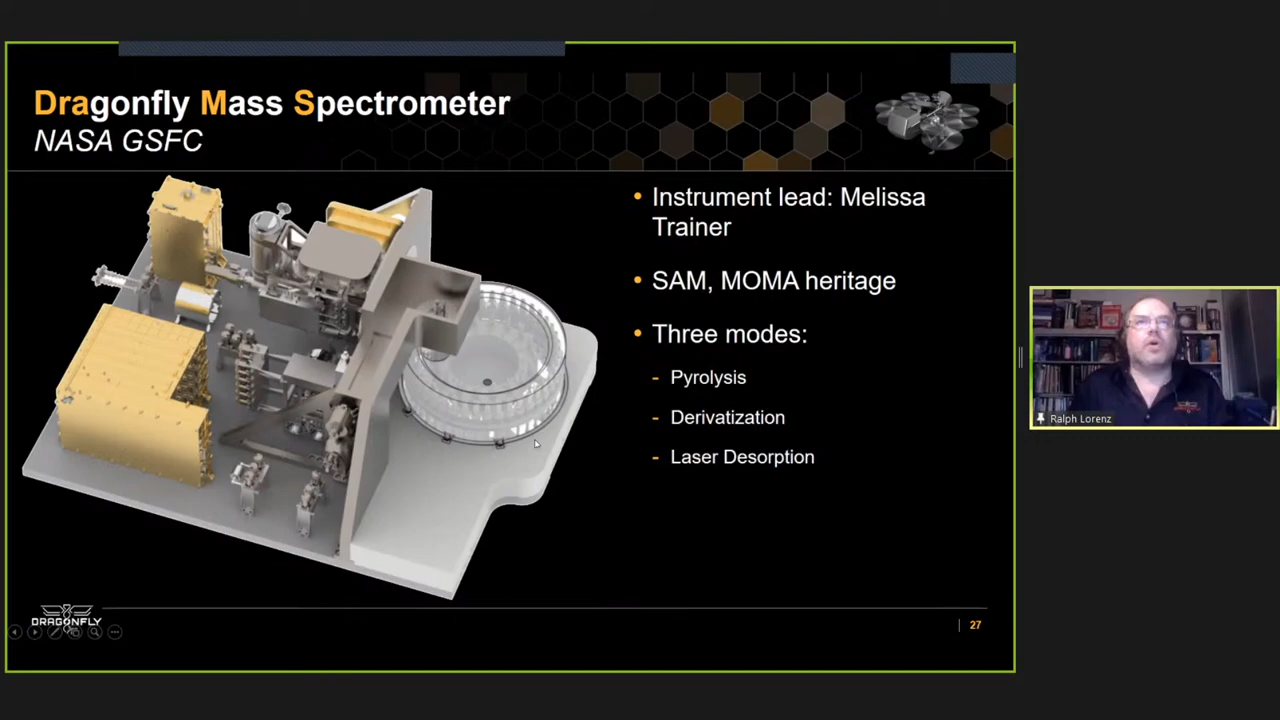 Dragonfly Mass Spectrometer
NASA GSFC
• Instrument lead: Melissa
Trainer
• SAM, MOMA heritage
• Three modes:
- Pyrolysis
- Derivatization
- Laser Desorption
Ralph Lorenz
DRAGONFLY
27